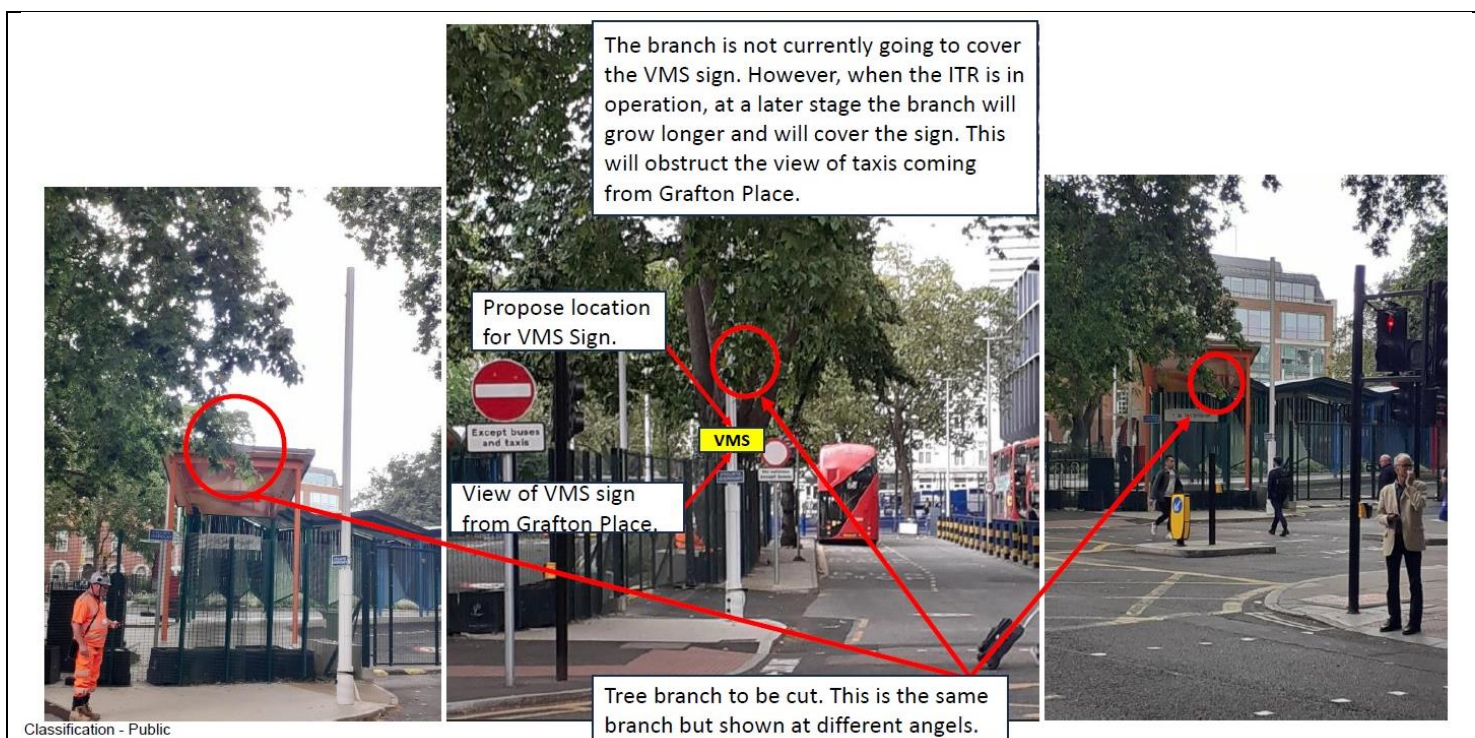 The branch is not currently going to cover
the VMS sign. However, when the ITR is in
operation, at a later stage the branch will
grow longer and will cover the sign. This
will obstruct the view of taxis coming
from Grafton Place.
Propose location
for VMS Sign.
Except buses
and taxis
VMS
View of VMS sign
from Grafton Place.
Tree branch to be cut. This is the same
branch but shown at different angels.
Classification - Public